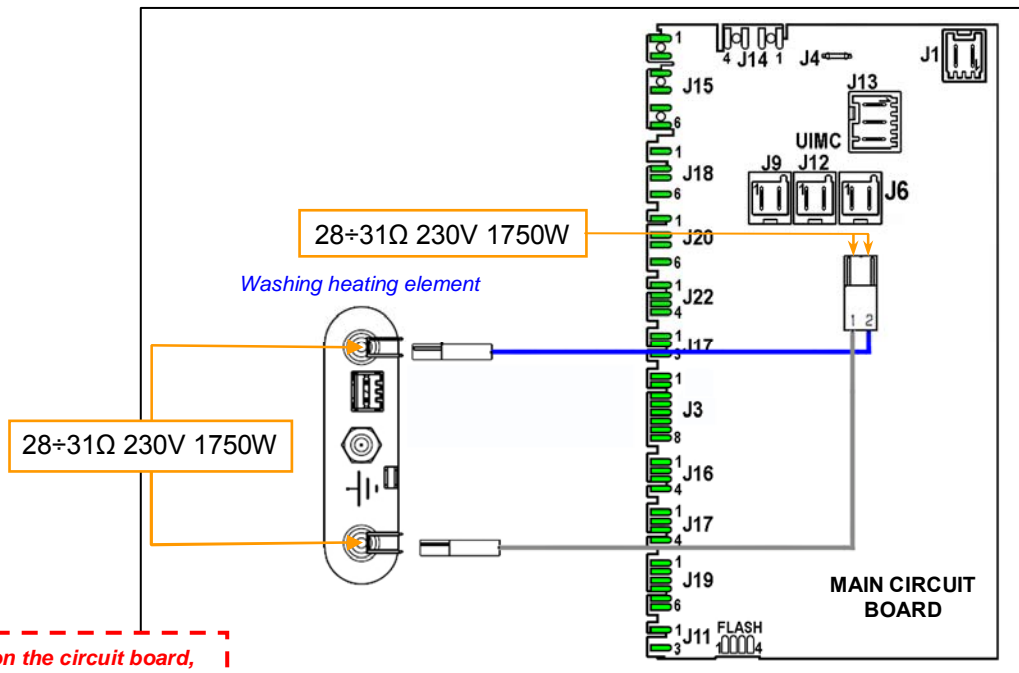 1
4 J14 1
J4
J1
J15
J13
6
UIMC
1
J18
J9 J12
6
1 1 1
J6
28÷31Ω 230V 1750W
1
J20
6
Washing heating element
1
J22
4
1 2
1
J17
3
1
J3
8
28÷31Ω 230V 1750W
1
J16
4
1
J17
4
1
J19
6
MAIN CIRCUIT
BOARD
1
J11
3
FLASH
1 4
on the circuit board,